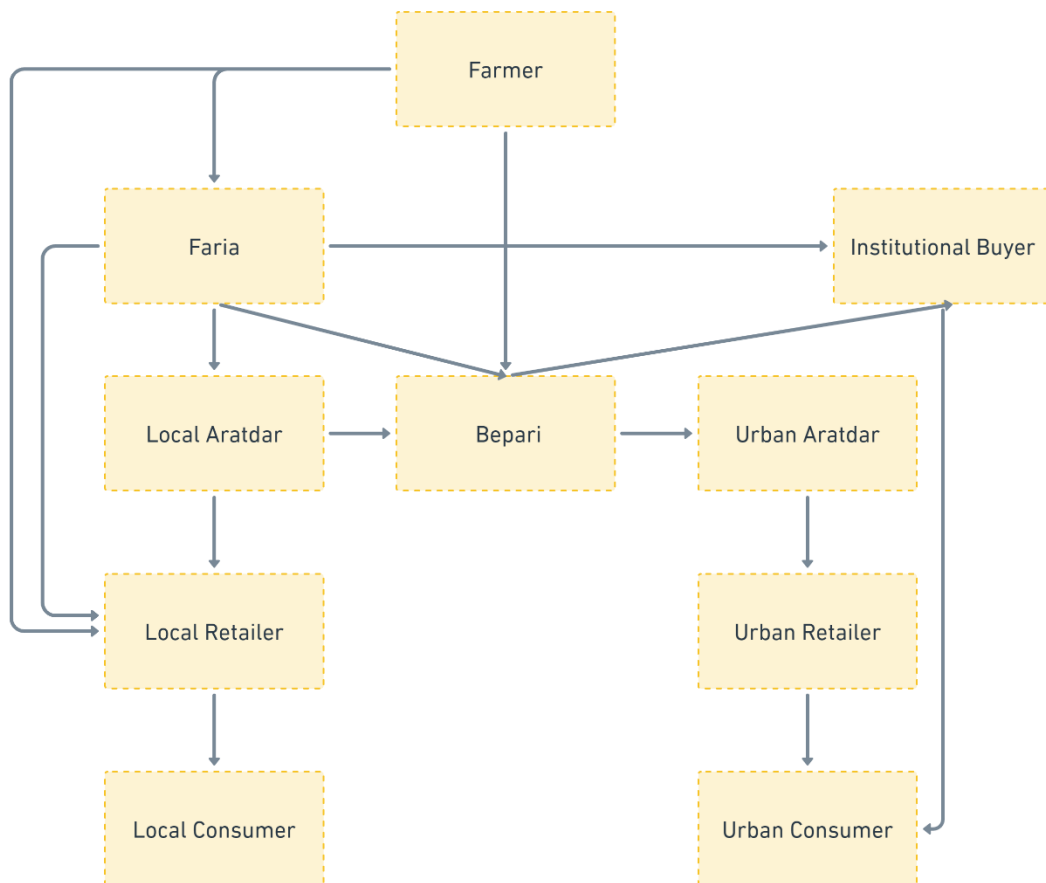 Farmer
Faria
Institutional Buyer
Local Aratdar
Bepari
Urban Aratdar
Local Retailer
Urban Retailer
Local Consumer
Urban Consumer